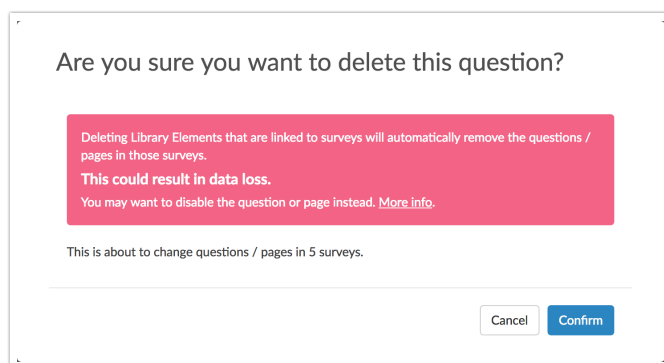 Are you sure you want to delete this question?
Deleting Library Elements that are linked to surveys will automatically remove the questions /
pages in those surveys.
This could result in data loss.
You may want to disable the question or page instead. More info.
This is about to change questions / pages in 5 surveys.
Cancel Confirm